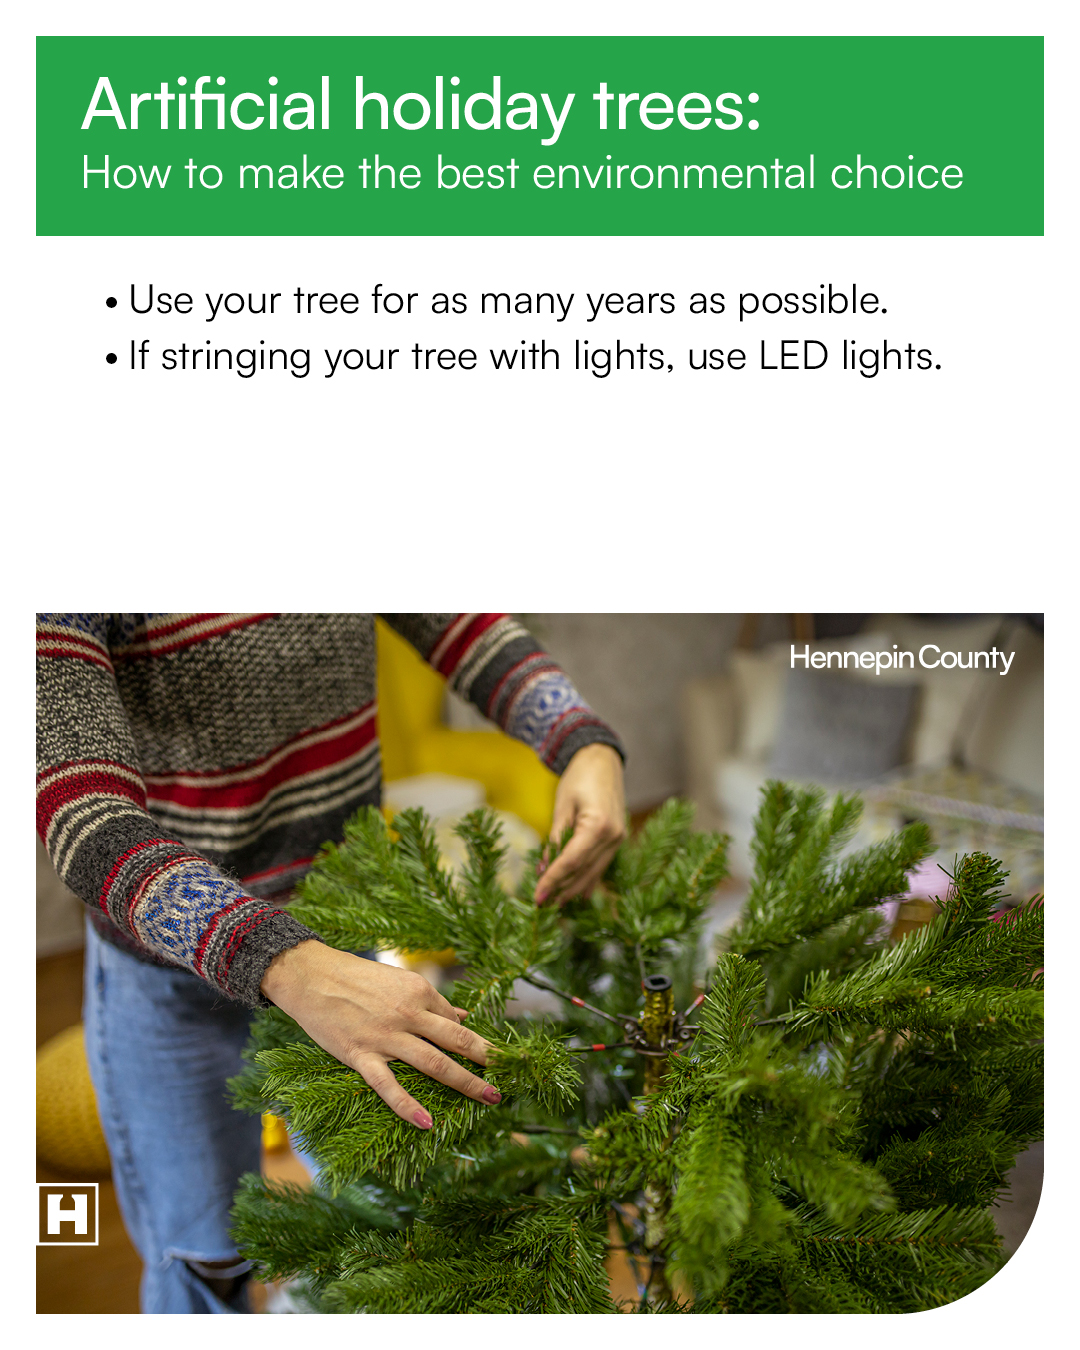 Artificial holiday trees:
How to make the best environmental choice
• Use your tree for as many years as possible.
• If stringing your tree with lights, use LED lights.
Hennepin County
H